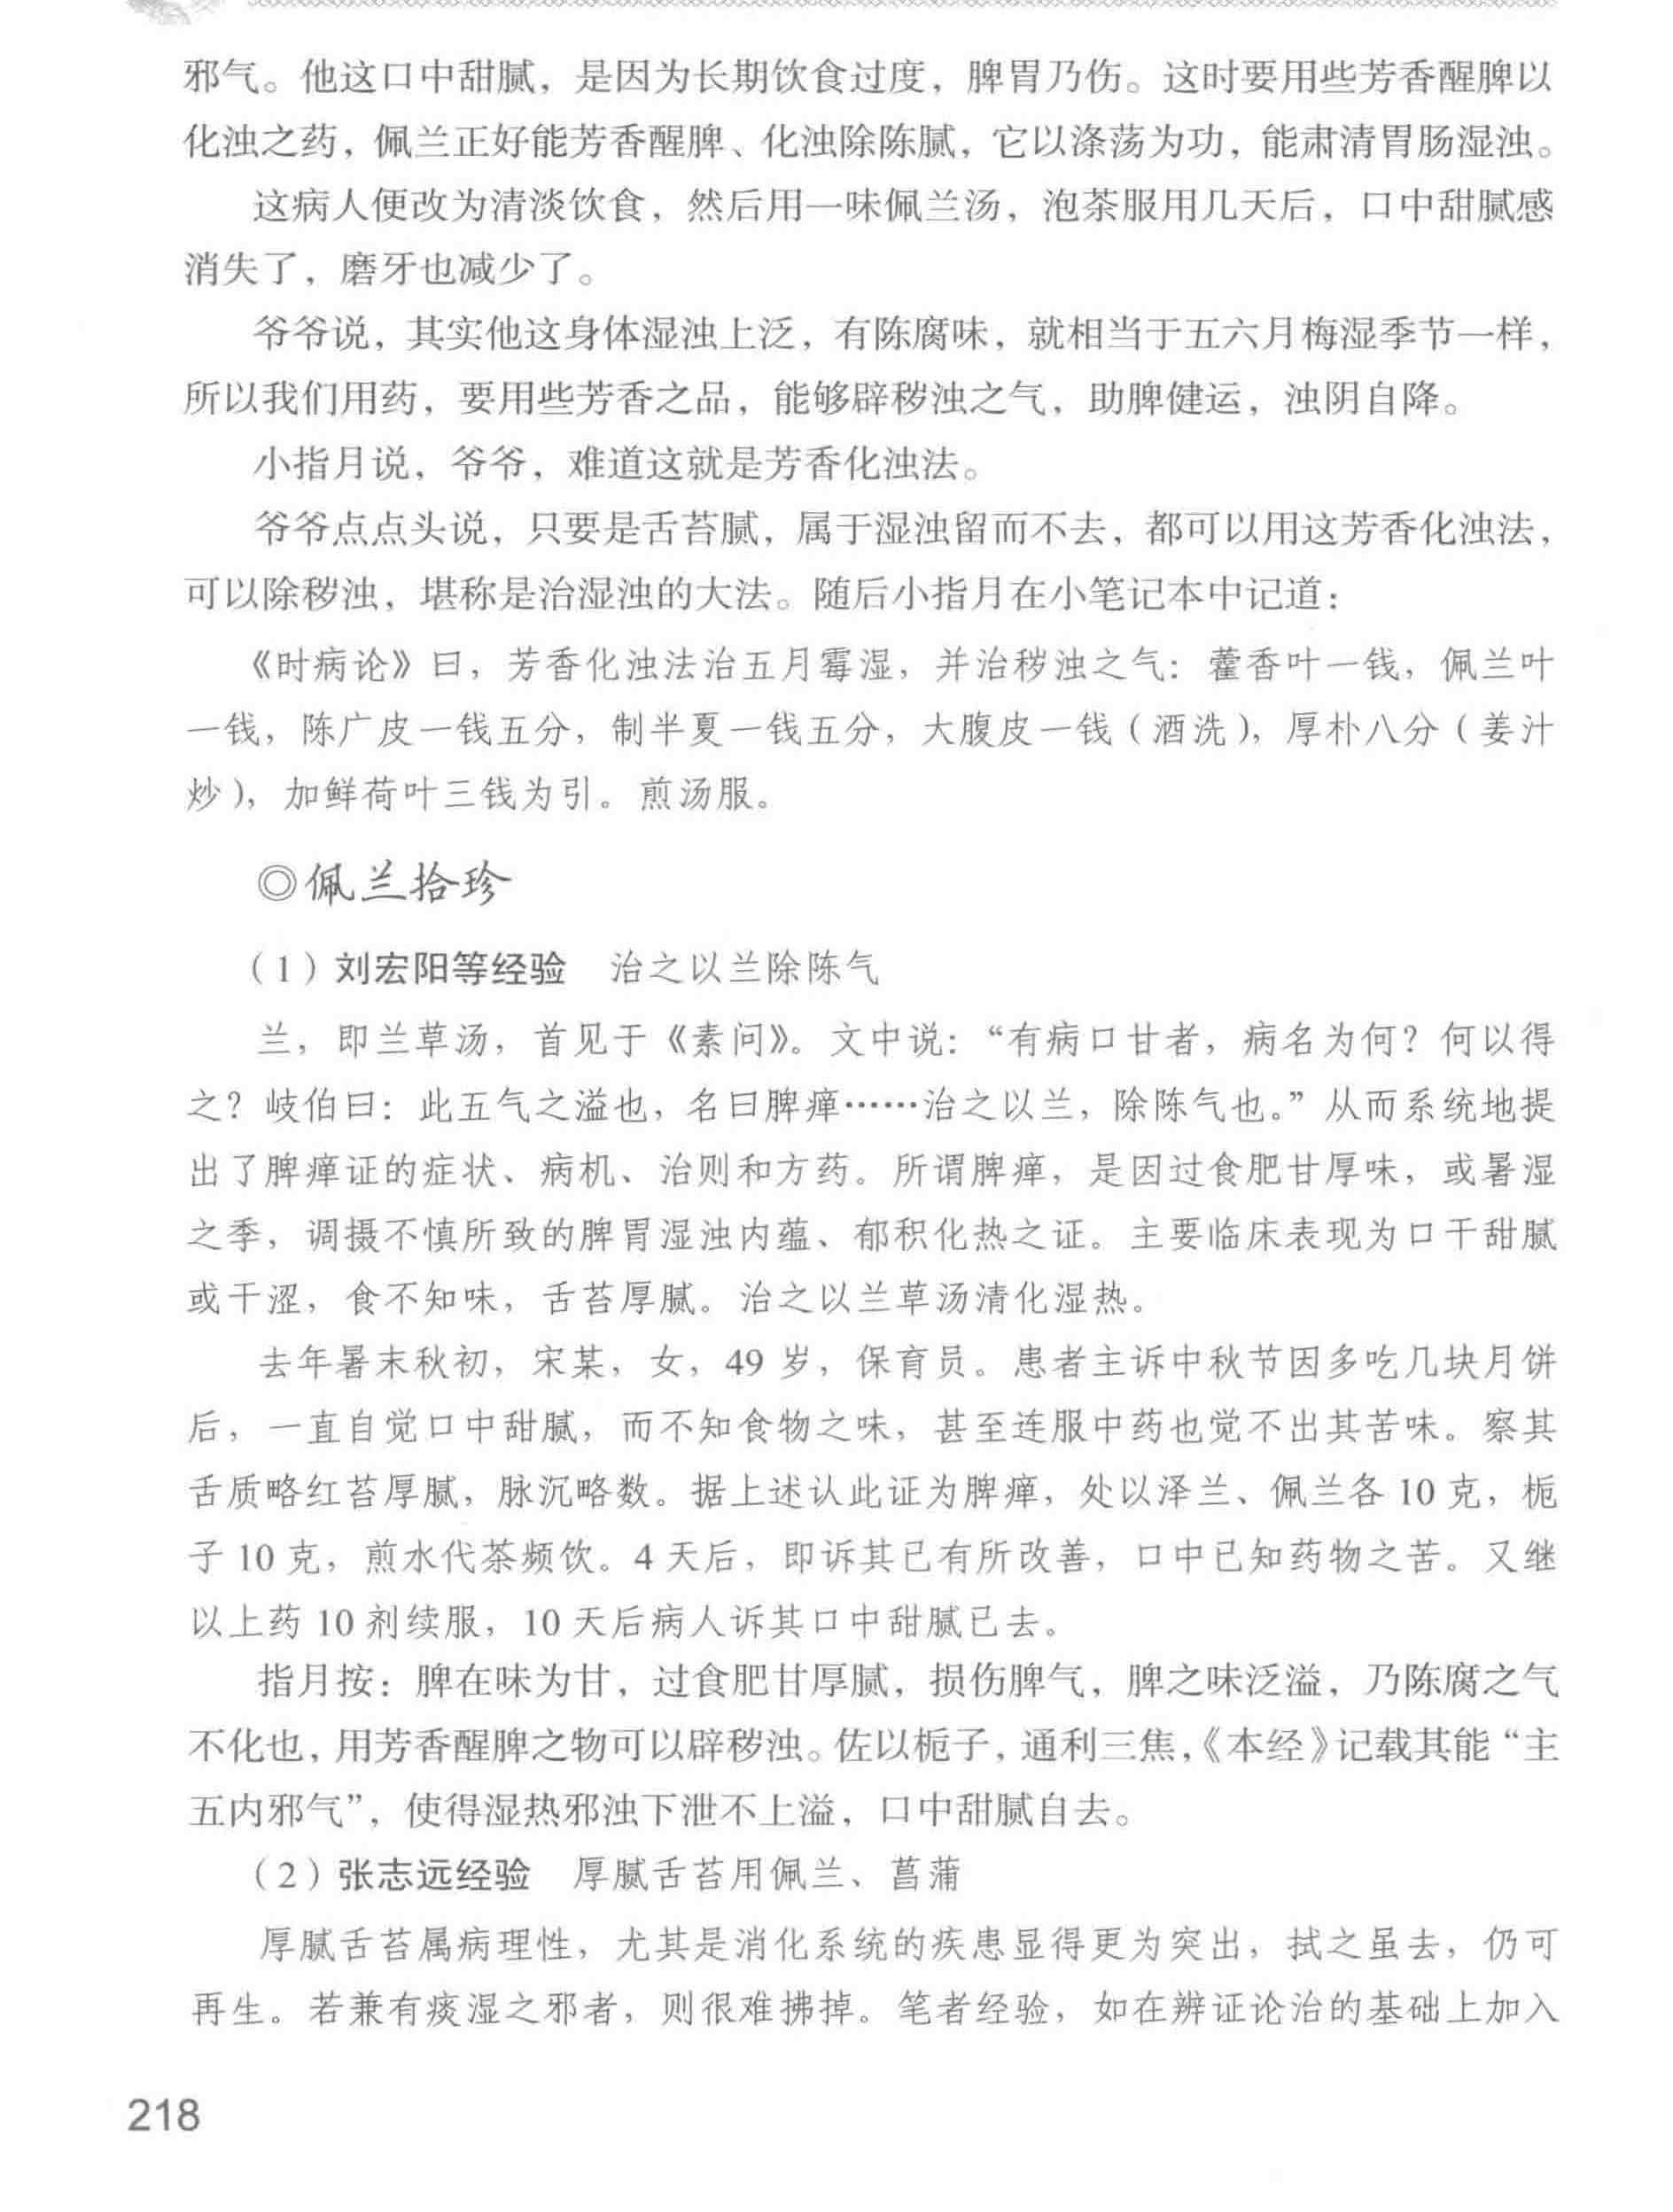 邪气。他这口中甜腻，是因为长期饮食过度，脾胃乃伤。这时要用些芳香醒脾以
化浊之药，佩兰正好能芳香醒脾、化浊除陈腻，它以涤荡为功，能肃清胃肠湿浊。
这病人便改为清淡饮食，然后用一味佩兰汤，泡茶服用几天后，口中甜腻感
消失了，磨牙也减少了。
爷爷说，其实他这身体湿浊上泛，有陈腐味，就相当于五六月梅湿季节一样，
所以我们用药，要用些芳香之品，能够辟秽浊之气，助脾健运，浊阴自降。
小指月说，爷爷，难道这就是芳香化浊法。
爷爷点点头说，只要是舌苔腻，属于湿浊留而不去，都可以用这芳香化浊法，
可以除秽浊，堪称是治湿浊的大法。随后小指月在小笔记本中记道：
《时病论》曰，芳香化浊法治五月霉湿，并治秽浊之气：藿香叶一钱，佩兰叶
一钱，陈广皮一钱五分，制半夏一钱五分，大腹皮一钱（酒洗），厚朴八分（姜汁
炒），加鲜荷叶三钱为引。煎汤服。
◎佩兰拾珍
（1）刘宏阳等经验　治之以兰除陈气
兰，即兰草汤，首见于《素问》。文中说：“有病口甘者，病名为何？何以得
之？岐伯曰：此五气之溢也，名曰脾瘅……治之以兰，除陈气也。”从而系统地提
出了脾瘅证的症状、病机、治则和方药。所谓脾瘅，是因过食肥甘厚味，或暑湿
之季，调摄不慎所致的脾胃湿浊内蕴、郁积化热之证。主要临床表现为口干甜腻
或干涩，食不知味，舌苔厚腻。治之以兰草汤清化湿热。
去年暑末秋初，宋某，女，49 岁，保育员。患者主诉中秋节因多吃几块月饼
后，一直自觉口中甜腻，而不知食物之味，甚至连服中药也觉不出其苦味。察其
舌质略红苔厚腻，脉沉略数。据上述认此证为脾瘅，处以泽兰、佩兰各 10 克，栀
子 10 克，煎水代茶频饮。4 天后，即诉其已有所改善，口中已知药物之苦。又继
以上药 10 剂续服，10 天后病人诉其口中甜腻已去。
指月按：脾在味为甘，过食肥甘厚腻，损伤脾气，脾之味泛溢，乃陈腐之气
不化也，用芳香醒脾之物可以辟秽浊。佐以栀子，通利三焦，《本经》记载其能“主
五内邪气”，使得湿热邪浊下泄不上溢，口中甜腻自去。
（2）张志远经验　厚腻舌苔用佩兰、菖蒲
厚腻舌苔属病理性，尤其是消化系统的疾患显得更为突出，拭之虽去，仍可
再生。若兼有痰湿之邪者，则很难拂掉。笔者经验，如在辨证论治的基础上加入
218